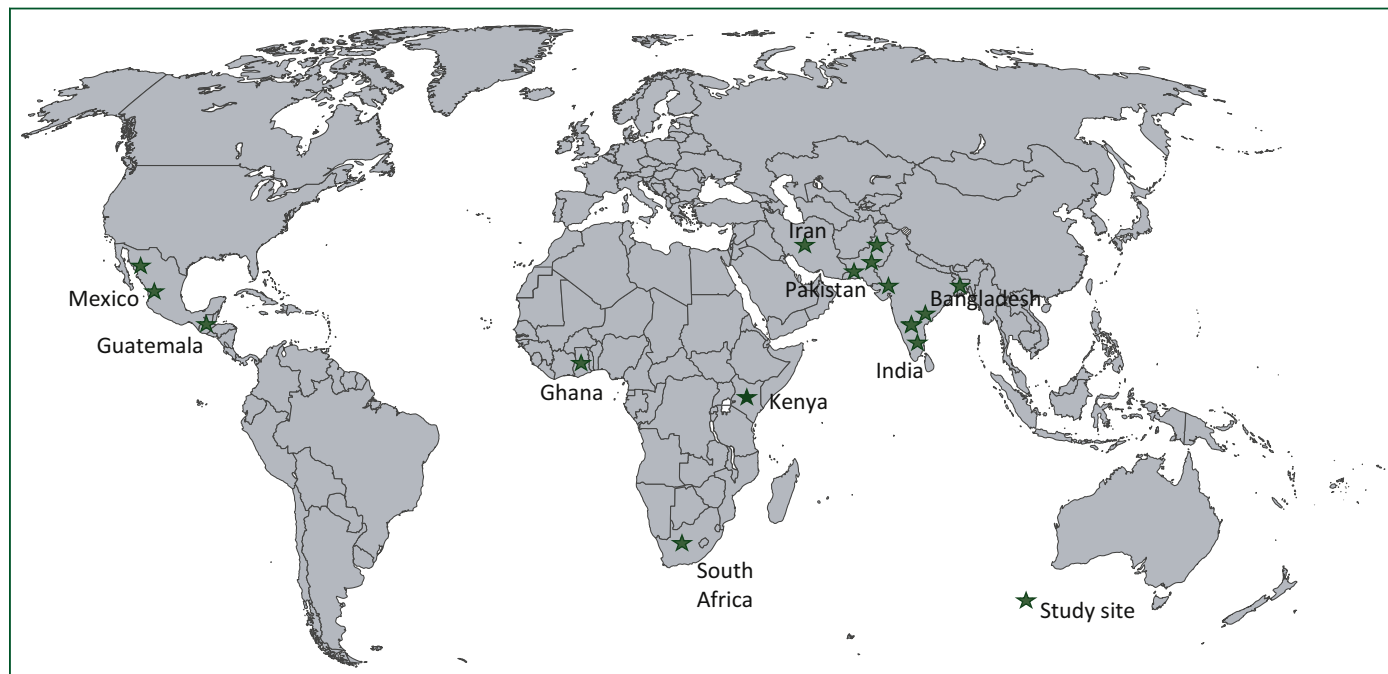 Iran
Pakistan
Bangladesh
Mexico
Guatemala
India
Ghana
Kenya
South
Africa
Study site